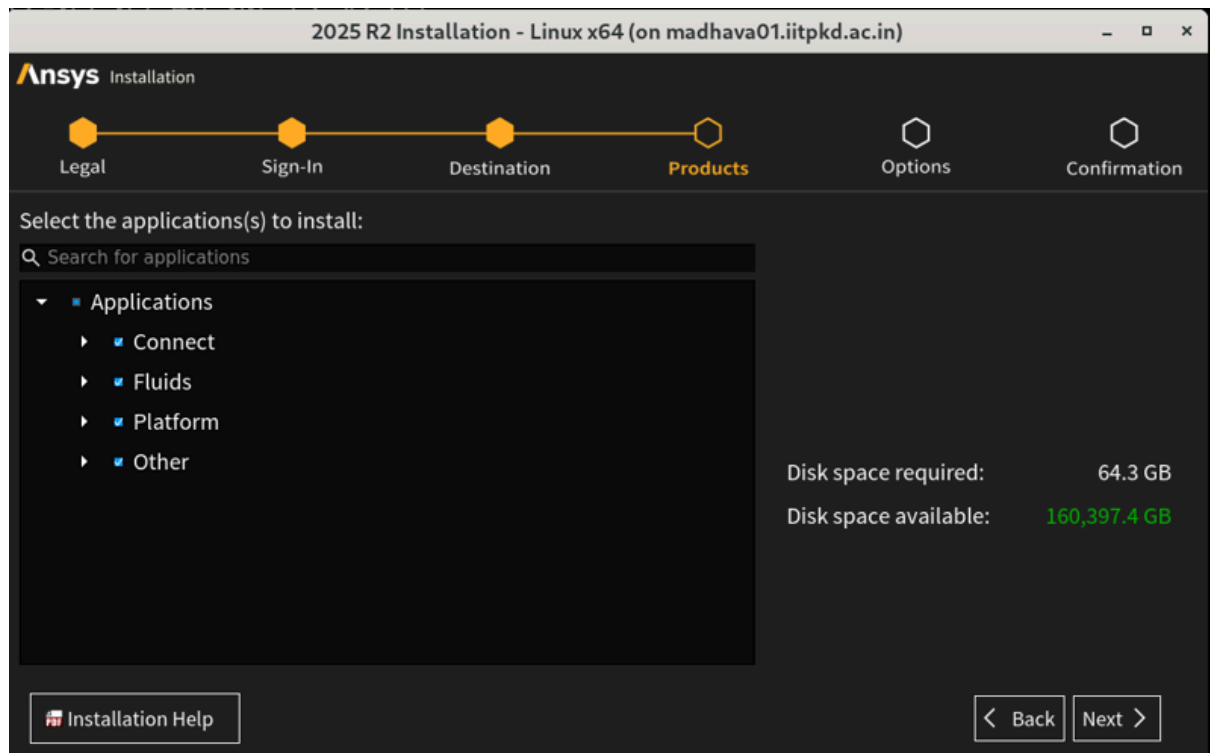 2025 R2 Installation - Linux x64 (on madhava01.iitpkd.ac.in)
Ansys Installation
Legal Sign-In Destination Products Options Confirmation
Select the applications(s) to install:
Search for applications
Applications
Connect
Fluids
Platform
Other
Disk space required: 64.3 GB
Disk space available: 160,397.4 GB
Installation Help Back Next